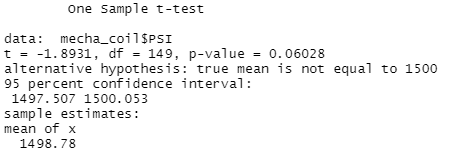 One Sample t-test
data: mecha_coil$PSI
t = -1.8931, df = 149, p-value = 0.06028
alternative hypothesis: true mean is not equal to 1500
95 percent confidence interval:
1497.507 1500.053
sample estimates:
mean of x
1498.78